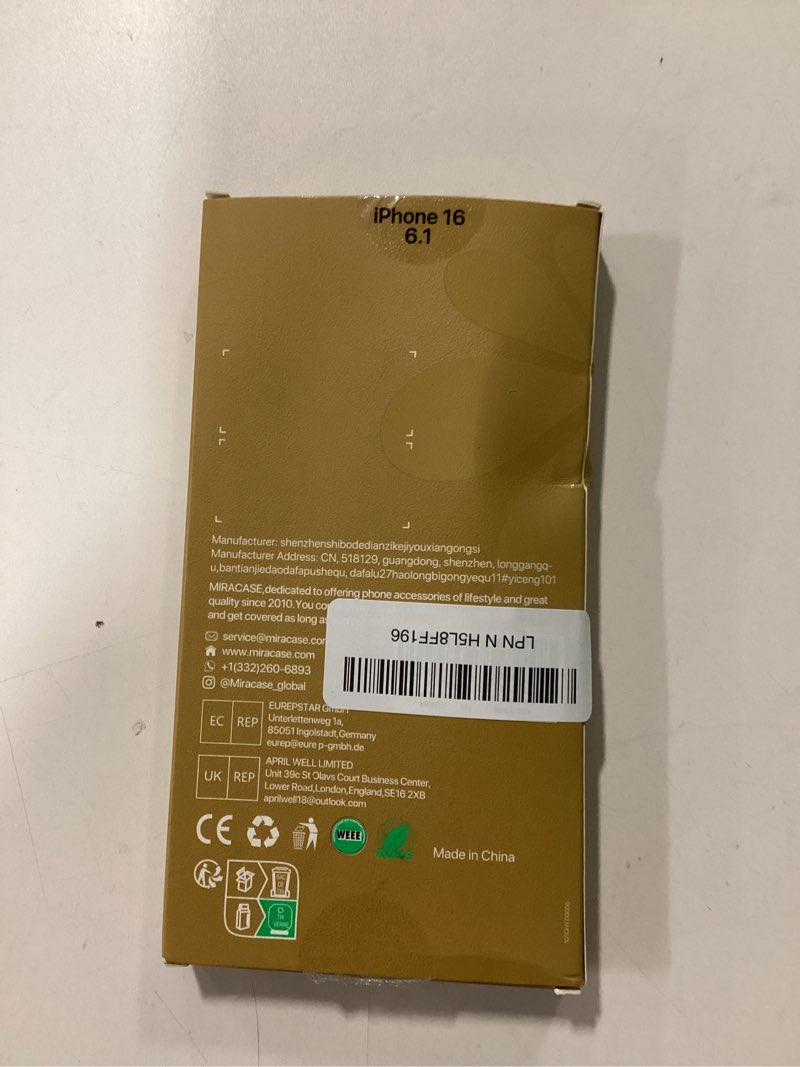 iPhone 16
6.1
Manufacturer: shenzhenshibodedianzikejiyouxiangongsi
Manufacturer Address: CN, 518129, guangdong, shenzhen, longgangq-
u,bantianjiedaodafapushequ, dafalu27haolongbigongyequ11#yiceng101
MIRACASE,dedicated to offering phone accessories of lifestyle and great
quality since 2010.You
and get covered as long as
LPN N H5L8FF196
service@miracase.com
www.miracase.com
+1(332)260-6893
@Miracase_global
EC REP
EUREPSTAR GmbH
Unterlettenweg 1a,
85051 Ingolstadt,Germany
eurep@eurep-gmbh.de
UK REP
APRIL WELL LIMITED
Unit 39c St Olavs Court Business Center,
Lower Road,London,England,SE16 2XB
aprilwell18@outlook.com
CE
WEEE
Made in China